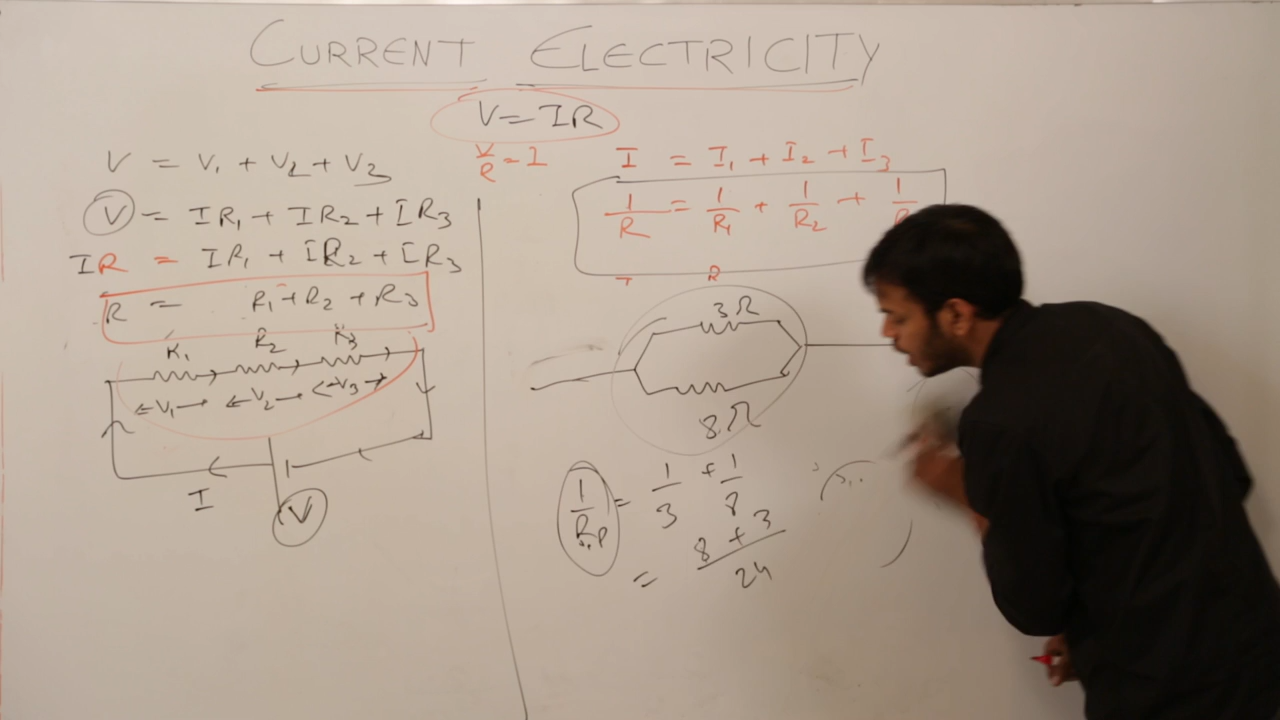 CURRENT ELECTRICITY
V = IR
V = V₁ + V₂ + V₃
V = IR₁ + IR₂ + IR₃
IR = IR₁ + IR₂ + IR₃
R = R₁ + R₂ + R₃
R₁ R₂ R₃
V₁ V₂ V₃
I
V
V/R = I
I = I₁ + I₂ + I₃
1/R = 1/R₁ + 1/R₂ + 1/
R
3Ω
8Ω
1/Rp = 1/3 + 1/8
= 8 + 3/24